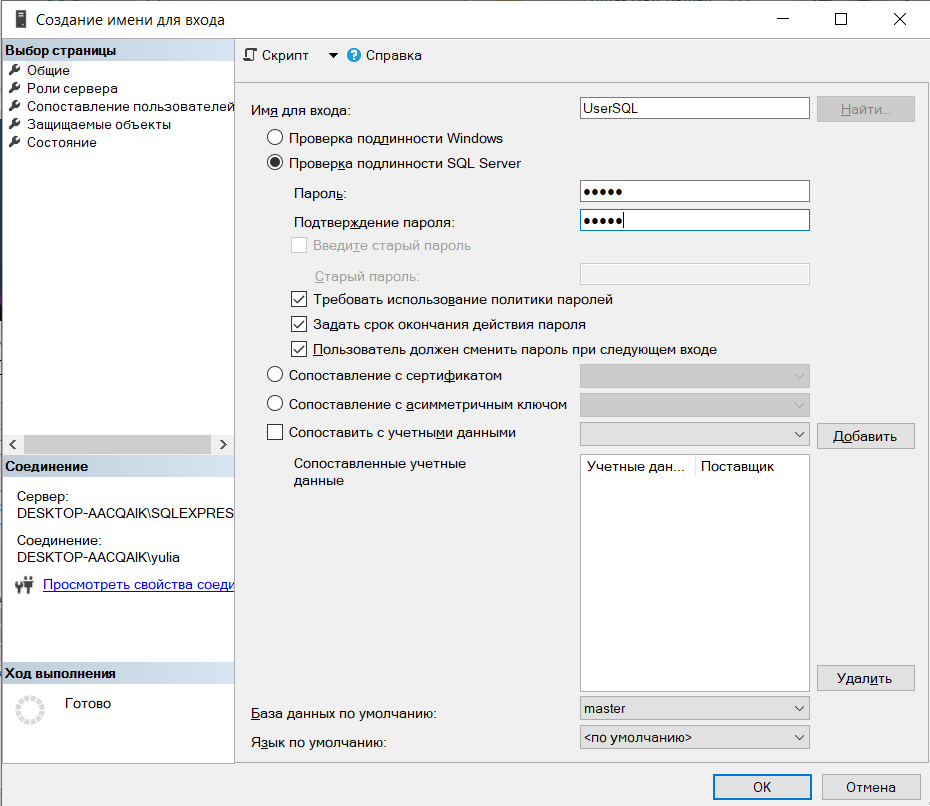 Создание имени для входа
Выбор страницы
Общие
Роли сервера
Сопоставление пользователей
Защищаемые объекты
Состояние
Скрипт
Справка
Имя для входа:
UserSQL
Найти...
Проверка подлинности Windows
Проверка подлинности SQL Server
Пароль:
●●●●●
Подтверждение пароля:
●●●●●
Введите старый пароль
Старый пароль:
Требовать использование политики паролей
Задать срок окончания действия пароля
Пользователь должен сменить пароль при следующем входе
Сопоставление с сертификатом
Сопоставление с асимметричным ключом
Сопоставить с учетными данными
Добавить
Сопоставленные учетные
данные
Учетные дан... Поставщик
Удалить
База данных по умолчанию:
master
Язык по умолчанию:
<по умолчанию>
Соединение
Сервер:
DESKTOP-AACQAIK\SQLEXPRES
Соединение:
DESKTOP-AACQAIK\yulia
Просмотреть свойства соеди
Ход выполнения
Готово
OK
Отмена